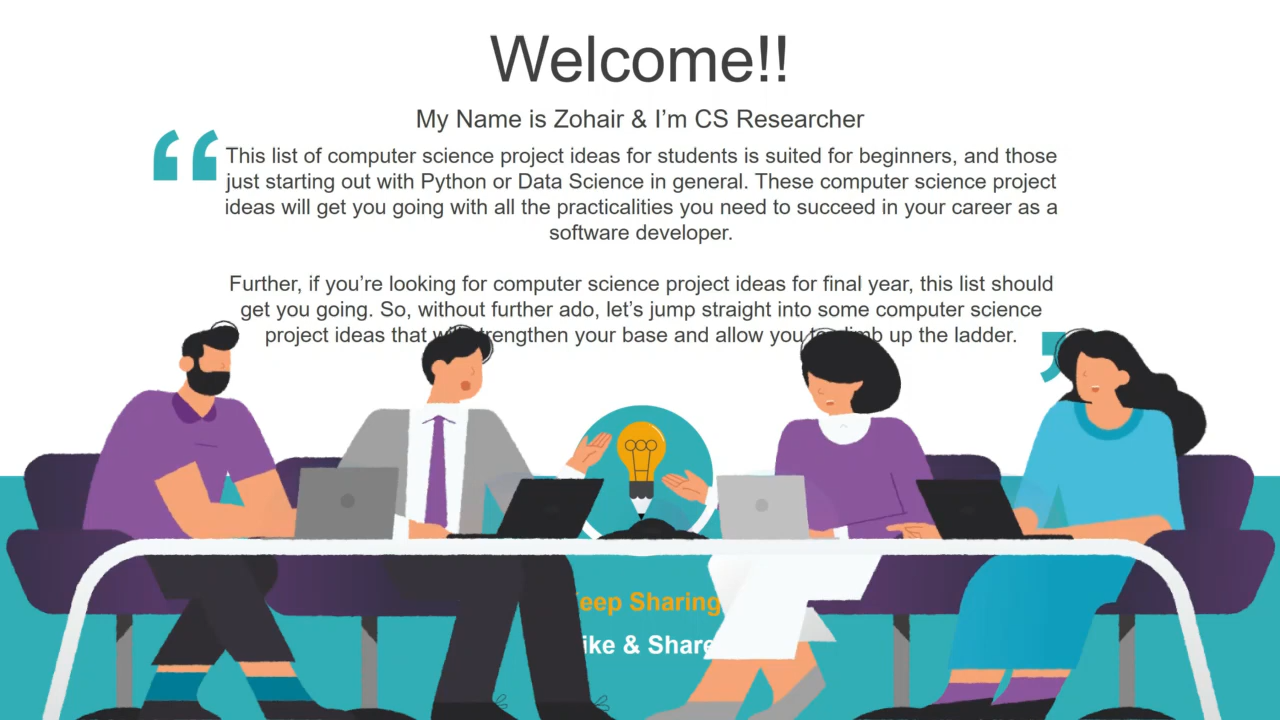 Welcome!!
My Name is Zohair & I'm CS Researcher
This list of computer science project ideas for students is suited for beginners, and those
just starting out with Python or Data Science in general. These computer science project
ideas will get you going with all the practicalities you need to succeed in your career as a
software developer.
Further, if you're looking for computer science project ideas for final year, this list should
get you going. So, without further ado, let's jump straight into some computer science
project ideas that your base and allow you up the ladder.
Sharing
& Share